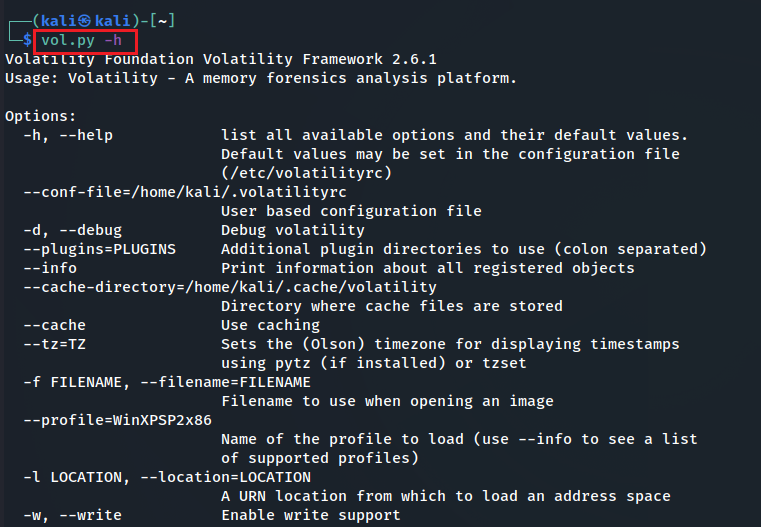 ┌──(kali㉿kali)-[~]
└─$ vol.py -h
Volatility Foundation Volatility Framework 2.6.1
Usage: Volatility - A memory forensics analysis platform.

Options:
  -h, --help            list all available options and their default values.
                        Default values may be set in the configuration file
                        (/etc/volatilityrc)
  --conf-file=/home/kali/.volatilityrc
                        User based configuration file
  -d, --debug           Debug volatility
  --plugins=PLUGINS     Additional plugin directories to use (colon separated)
  --info                Print information about all registered objects
  --cache-directory=/home/kali/.cache/volatility
                        Directory where cache files are stored
  --cache               Use caching
  --tz=TZ               Sets the (Olson) timezone for displaying timestamps
                        using pytz (if installed) or tzset
  -f FILENAME, --filename=FILENAME
                        Filename to use when opening an image
  --profile=WinXPSP2x86
                        Name of the profile to load (use --info to see a list
                        of supported profiles)
  -l LOCATION, --location=LOCATION
                        A URN location from which to load an address space
  -w, --write           Enable write support